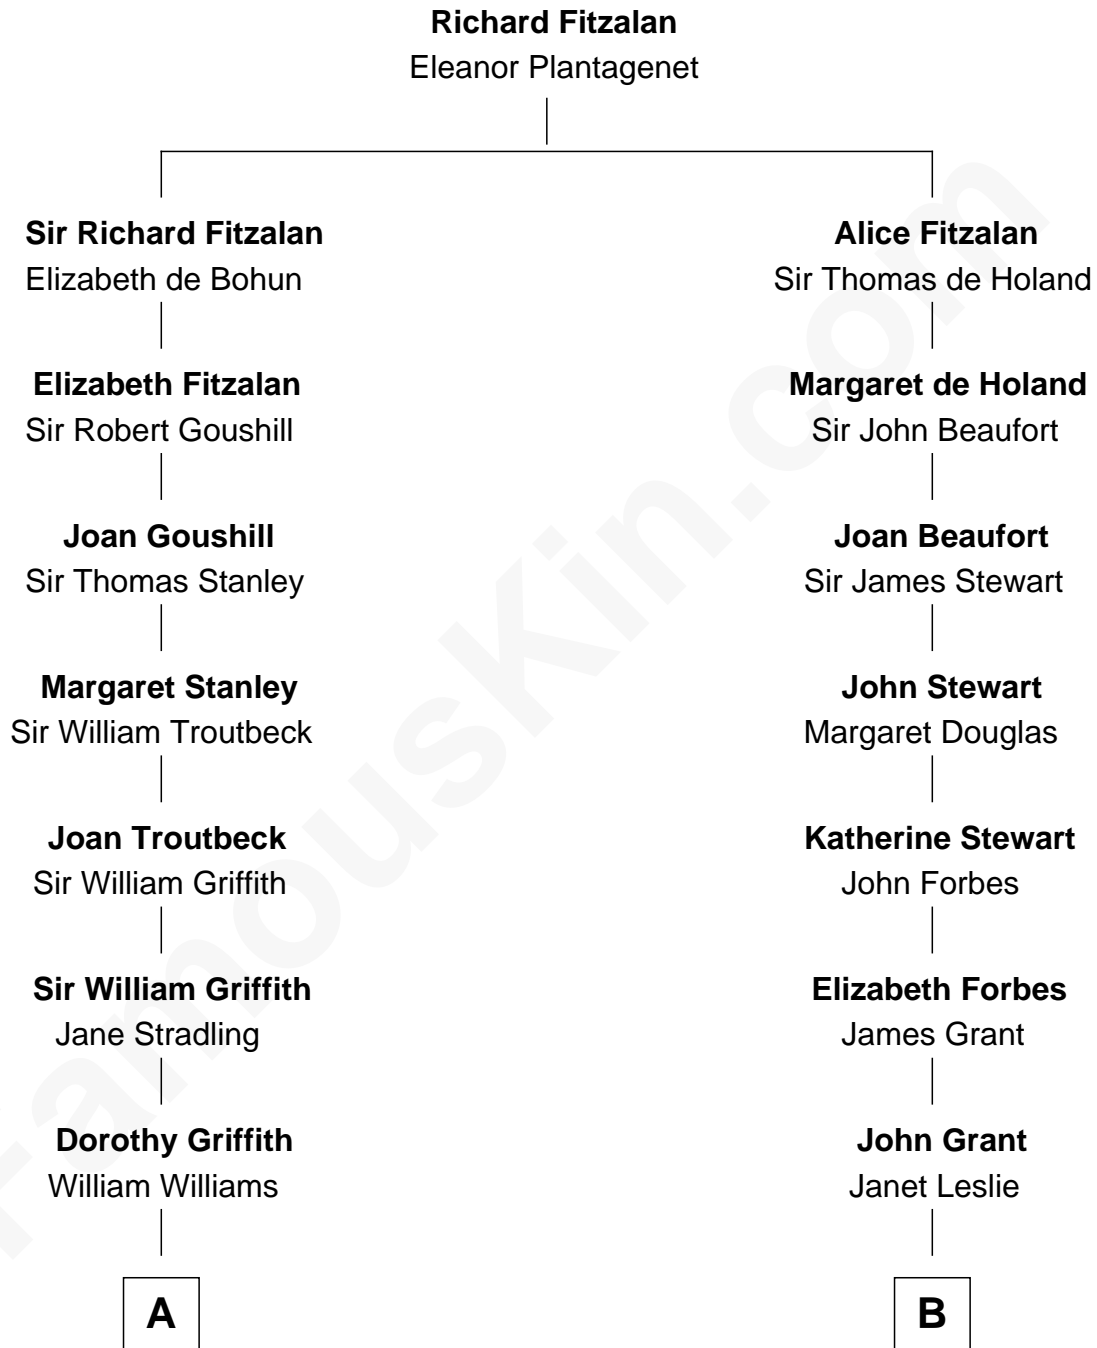 Richard Fitzalan
Eleanor Plantagenet
Sir Richard Fitzalan
Elizabeth de Bohun
Alice Fitzalan
Sir Thomas de Holand
Elizabeth Fitzalan
Sir Robert Goushill
Margaret de Holand
Sir John Beaufort
Joan Goushill
Sir Thomas Stanley
Joan Beaufort
Sir James Stewart
Margaret Stanley
Sir William Troutbeck
John Stewart
Margaret Douglas
Joan Troutbeck
Sir William Griffith
Katherine Stewart
John Forbes
Sir William Griffith
Jane Stradling
Elizabeth Forbes
James Grant
Dorothy Griffith
William Williams
John Grant
Janet Leslie
A
B
FamousKin.com